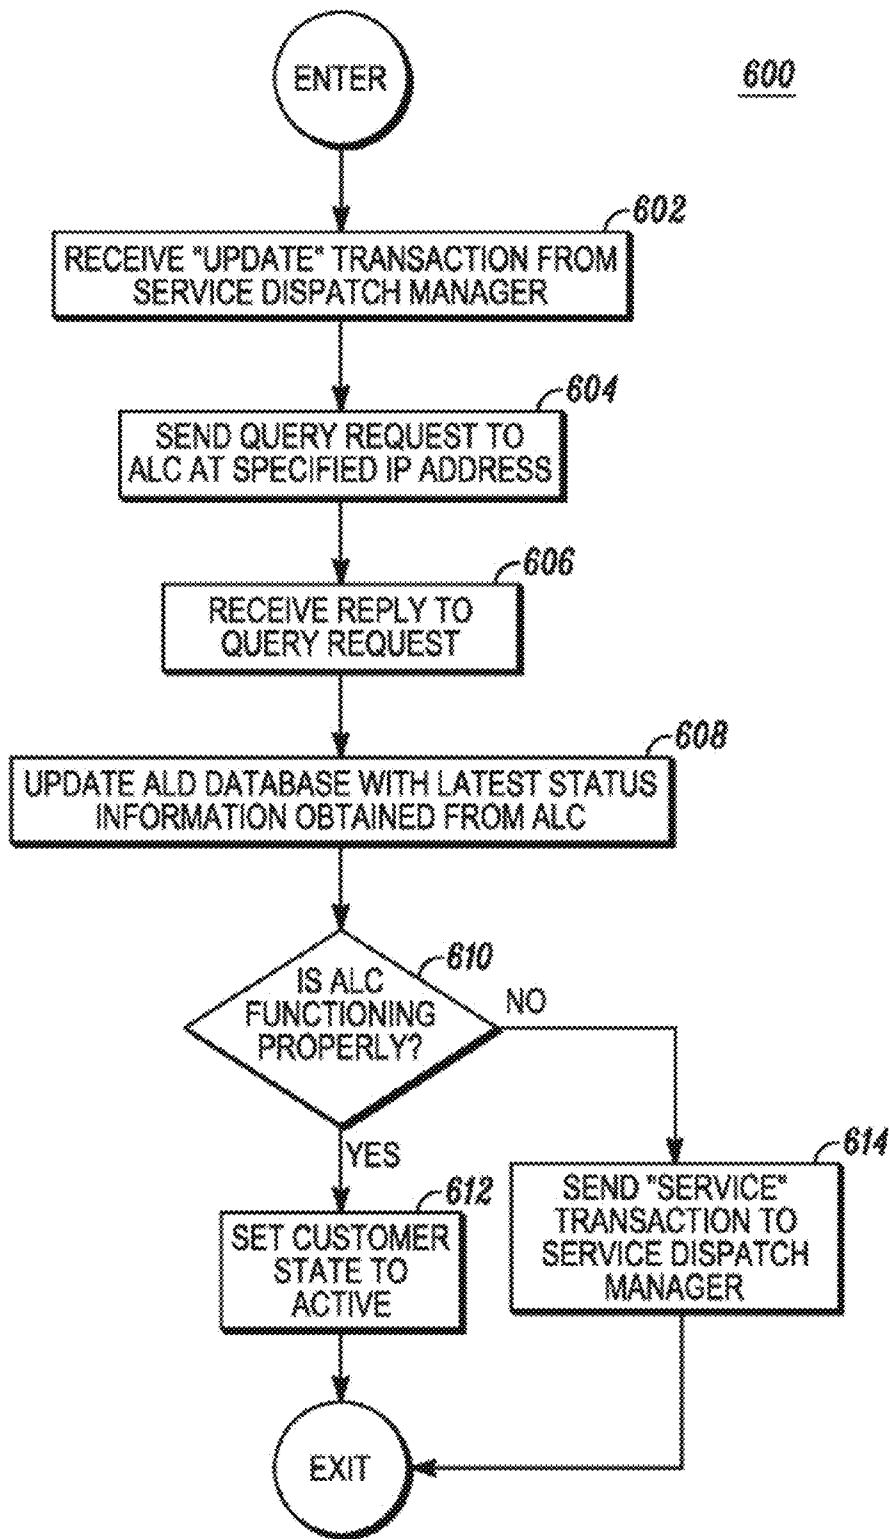 ENTER
600
602
RECEIVE "UPDATE" TRANSACTION FROM
SERVICE DISPATCH MANAGER
604
SEND QUERY REQUEST TO
ALC AT SPECIFIED IP ADDRESS
606
RECEIVE REPLY TO
QUERY REQUEST
608
UPDATE ALD DATABASE WITH LATEST STATUS
INFORMATION OBTAINED FROM ALC
610
IS ALC
FUNCTIONING
PROPERLY?
NO
YES
612
SET CUSTOMER
STATE TO
ACTIVE
614
SEND "SERVICE"
TRANSACTION TO
SERVICE DISPATCH
MANAGER
EXIT